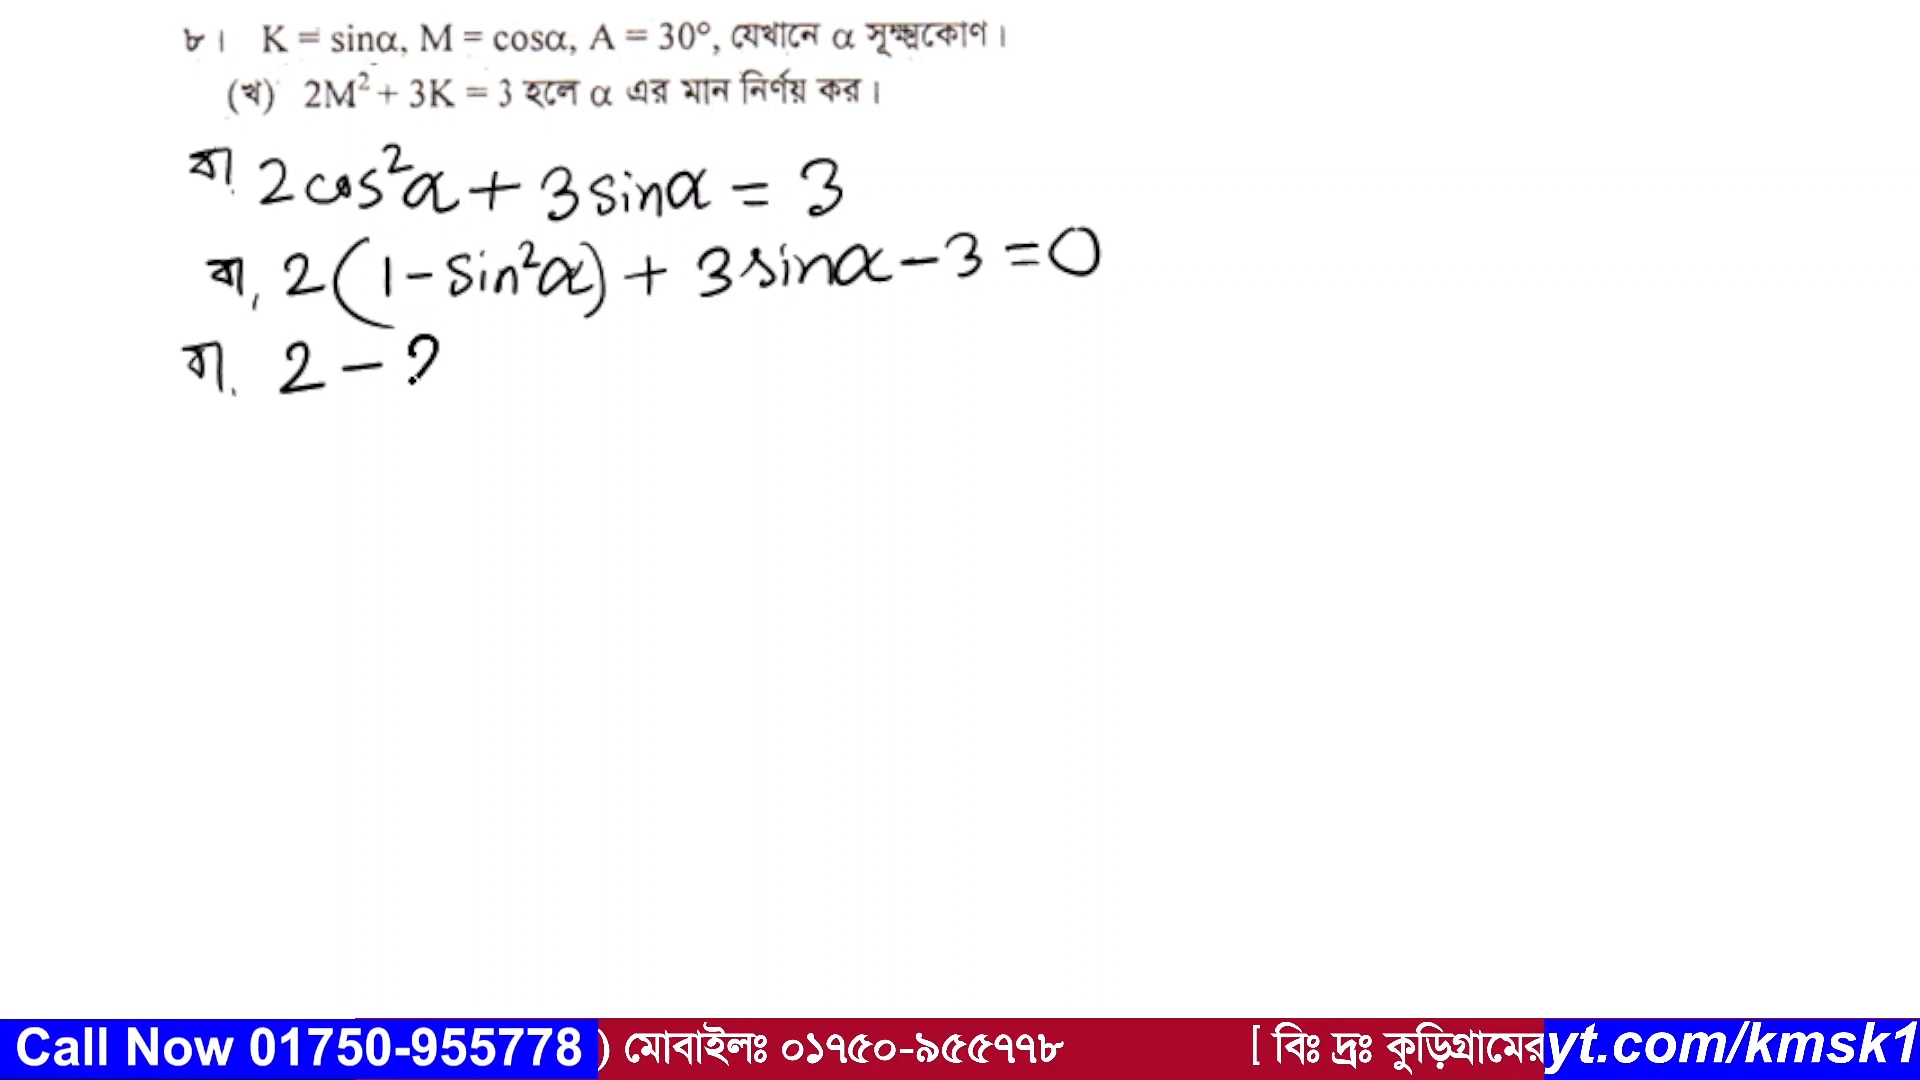 ৮। K = sinα, M = cosα, A = 30°, যেখানে α সূক্ষ্মকোণ।
(খ) 2M² + 3K = 3 হলে α এর মান নির্ণয় কর।
বা, 2cos²α + 3sinα = 3
বা, 2(1 - sin²α) + 3sinα - 3 = 0
বা, 2 - 2
Call Now 01750-955778 ) মোবাইলঃ ০১৭৫০-৯৫৫৭৭৮ [ বিঃ দ্রঃ কুড়িগ্রামের yt.com/kmsk1